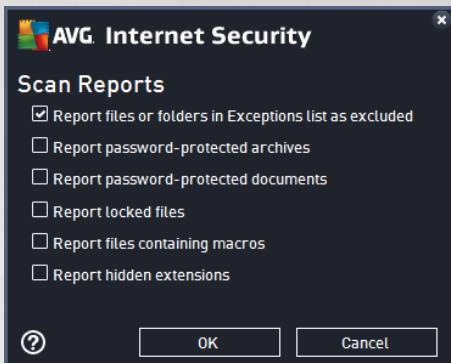 AVG. Internet Security
Scan Reports
Report files or folders in Exceptions list as excluded
Report password-protected archives
Report password-protected documents
Report locked files
Report files containing macros
Report hidden extensions
? OK Cancel